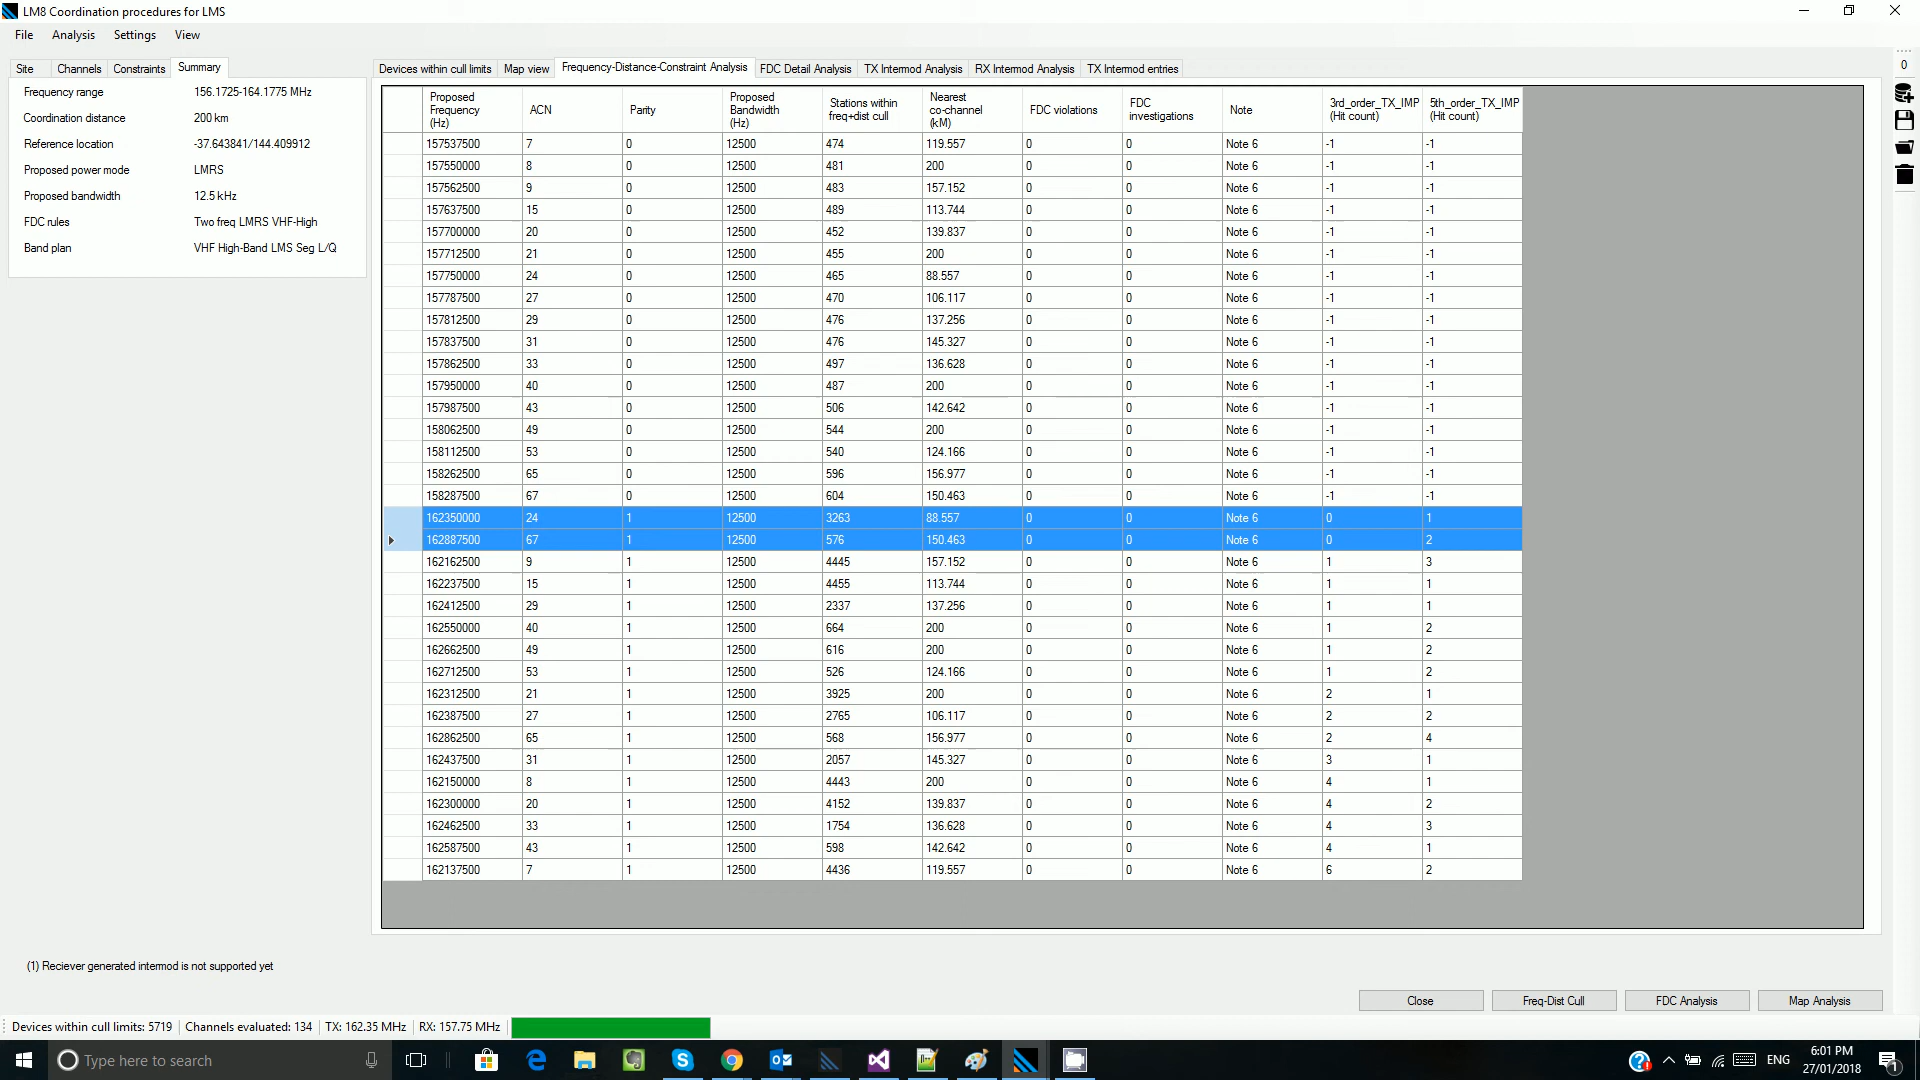 LM8 Coordination procedures for LMS
File Analysis Settings View
Site Channels Constraints Summary
Frequency range 156.1725-164.1775 MHz
Coordination distance 200 km
Reference location -37.643841/144.409912
Proposed power mode LMRS
Proposed bandwidth 12.5 kHz
FDC rules Two freq LMRS VHF-High
Band plan VHF High-Band LMS Seg L/Q
Devices within cull limits Map view Frequency-Distance-Constraint Analysis FDC Detail Analysis TX Intermod Analysis RX Intermod Analysis TX Intermod entries
Proposed Frequency (Hz) ACN Parity Proposed Bandwidth (Hz) Stations within freq+dist cull Nearest co-channel (kM) FDC violations FDC investigations Note 3rd_order_TX_IMP (Hit count) 5th_order_TX_IMP (Hit count)
157537500 7 0 12500 474 119.557 0 0 Note 6 -1 -1
157550000 8 0 12500 481 200 0 0 Note 6 -1 -1
157562500 9 0 12500 483 157.152 0 0 Note 6 -1 -1
157637500 15 0 12500 489 113.744 0 0 Note 6 -1 -1
157700000 20 0 12500 452 139.837 0 0 Note 6 -1 -1
157712500 21 0 12500 455 200 0 0 Note 6 -1 -1
157750000 24 0 12500 465 88.557 0 0 Note 6 -1 -1
157787500 27 0 12500 470 106.117 0 0 Note 6 -1 -1
157812500 29 0 12500 476 137.256 0 0 Note 6 -1 -1
157837500 31 0 12500 476 145.327 0 0 Note 6 -1 -1
157862500 33 0 12500 497 136.628 0 0 Note 6 -1 -1
157950000 40 0 12500 487 200 0 0 Note 6 -1 -1
157987500 43 0 12500 506 142.642 0 0 Note 6 -1 -1
158062500 49 0 12500 544 200 0 0 Note 6 -1 -1
158112500 53 0 12500 540 124.166 0 0 Note 6 -1 -1
158262500 65 0 12500 596 156.977 0 0 Note 6 -1 -1
158287500 67 0 12500 604 150.463 0 0 Note 6 -1 -1
162350000 24 1 12500 3263 88.557 0 0 Note 6 0 1
162887500 67 1 12500 576 150.463 0 0 Note 6 0 2
162162500 9 1 12500 4445 157.152 0 0 Note 6 1 3
162237500 15 1 12500 4455 113.744 0 0 Note 6 1 1
162412500 29 1 12500 2337 137.256 0 0 Note 6 1 1
162550000 40 1 12500 664 200 0 0 Note 6 1 2
162662500 49 1 12500 616 200 0 0 Note 6 1 2
162712500 53 1 12500 526 124.166 0 0 Note 6 1 2
162312500 21 1 12500 3925 200 0 0 Note 6 2 1
162387500 27 1 12500 2765 106.117 0 0 Note 6 2 2
162862500 65 1 12500 568 156.977 0 0 Note 6 2 4
162437500 31 1 12500 2057 145.327 0 0 Note 6 3 1
162150000 8 1 12500 4443 200 0 0 Note 6 4 1
162300000 20 1 12500 4152 139.837 0 0 Note 6 4 2
162462500 33 1 12500 1754 136.628 0 0 Note 6 4 3
162587500 43 1 12500 598 142.642 0 0 Note 6 4 1
162137500 7 1 12500 4436 119.557 0 0 Note 6 6 2
0
(1) Reciever generated intermod is not supported yet
Close Freq-Dist Cull FDC Analysis Map Analysis
Devices within cull limits: 5719 Channels evaluated: 134 TX: 162.35 MHz RX: 157.75 MHz
Type here to search
ENG
6:01 PM
27/01/2018
1